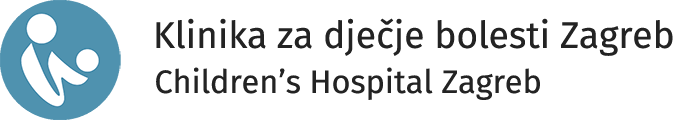 Klinika za dječje bolesti Zagreb
Children’s Hospital Zagreb